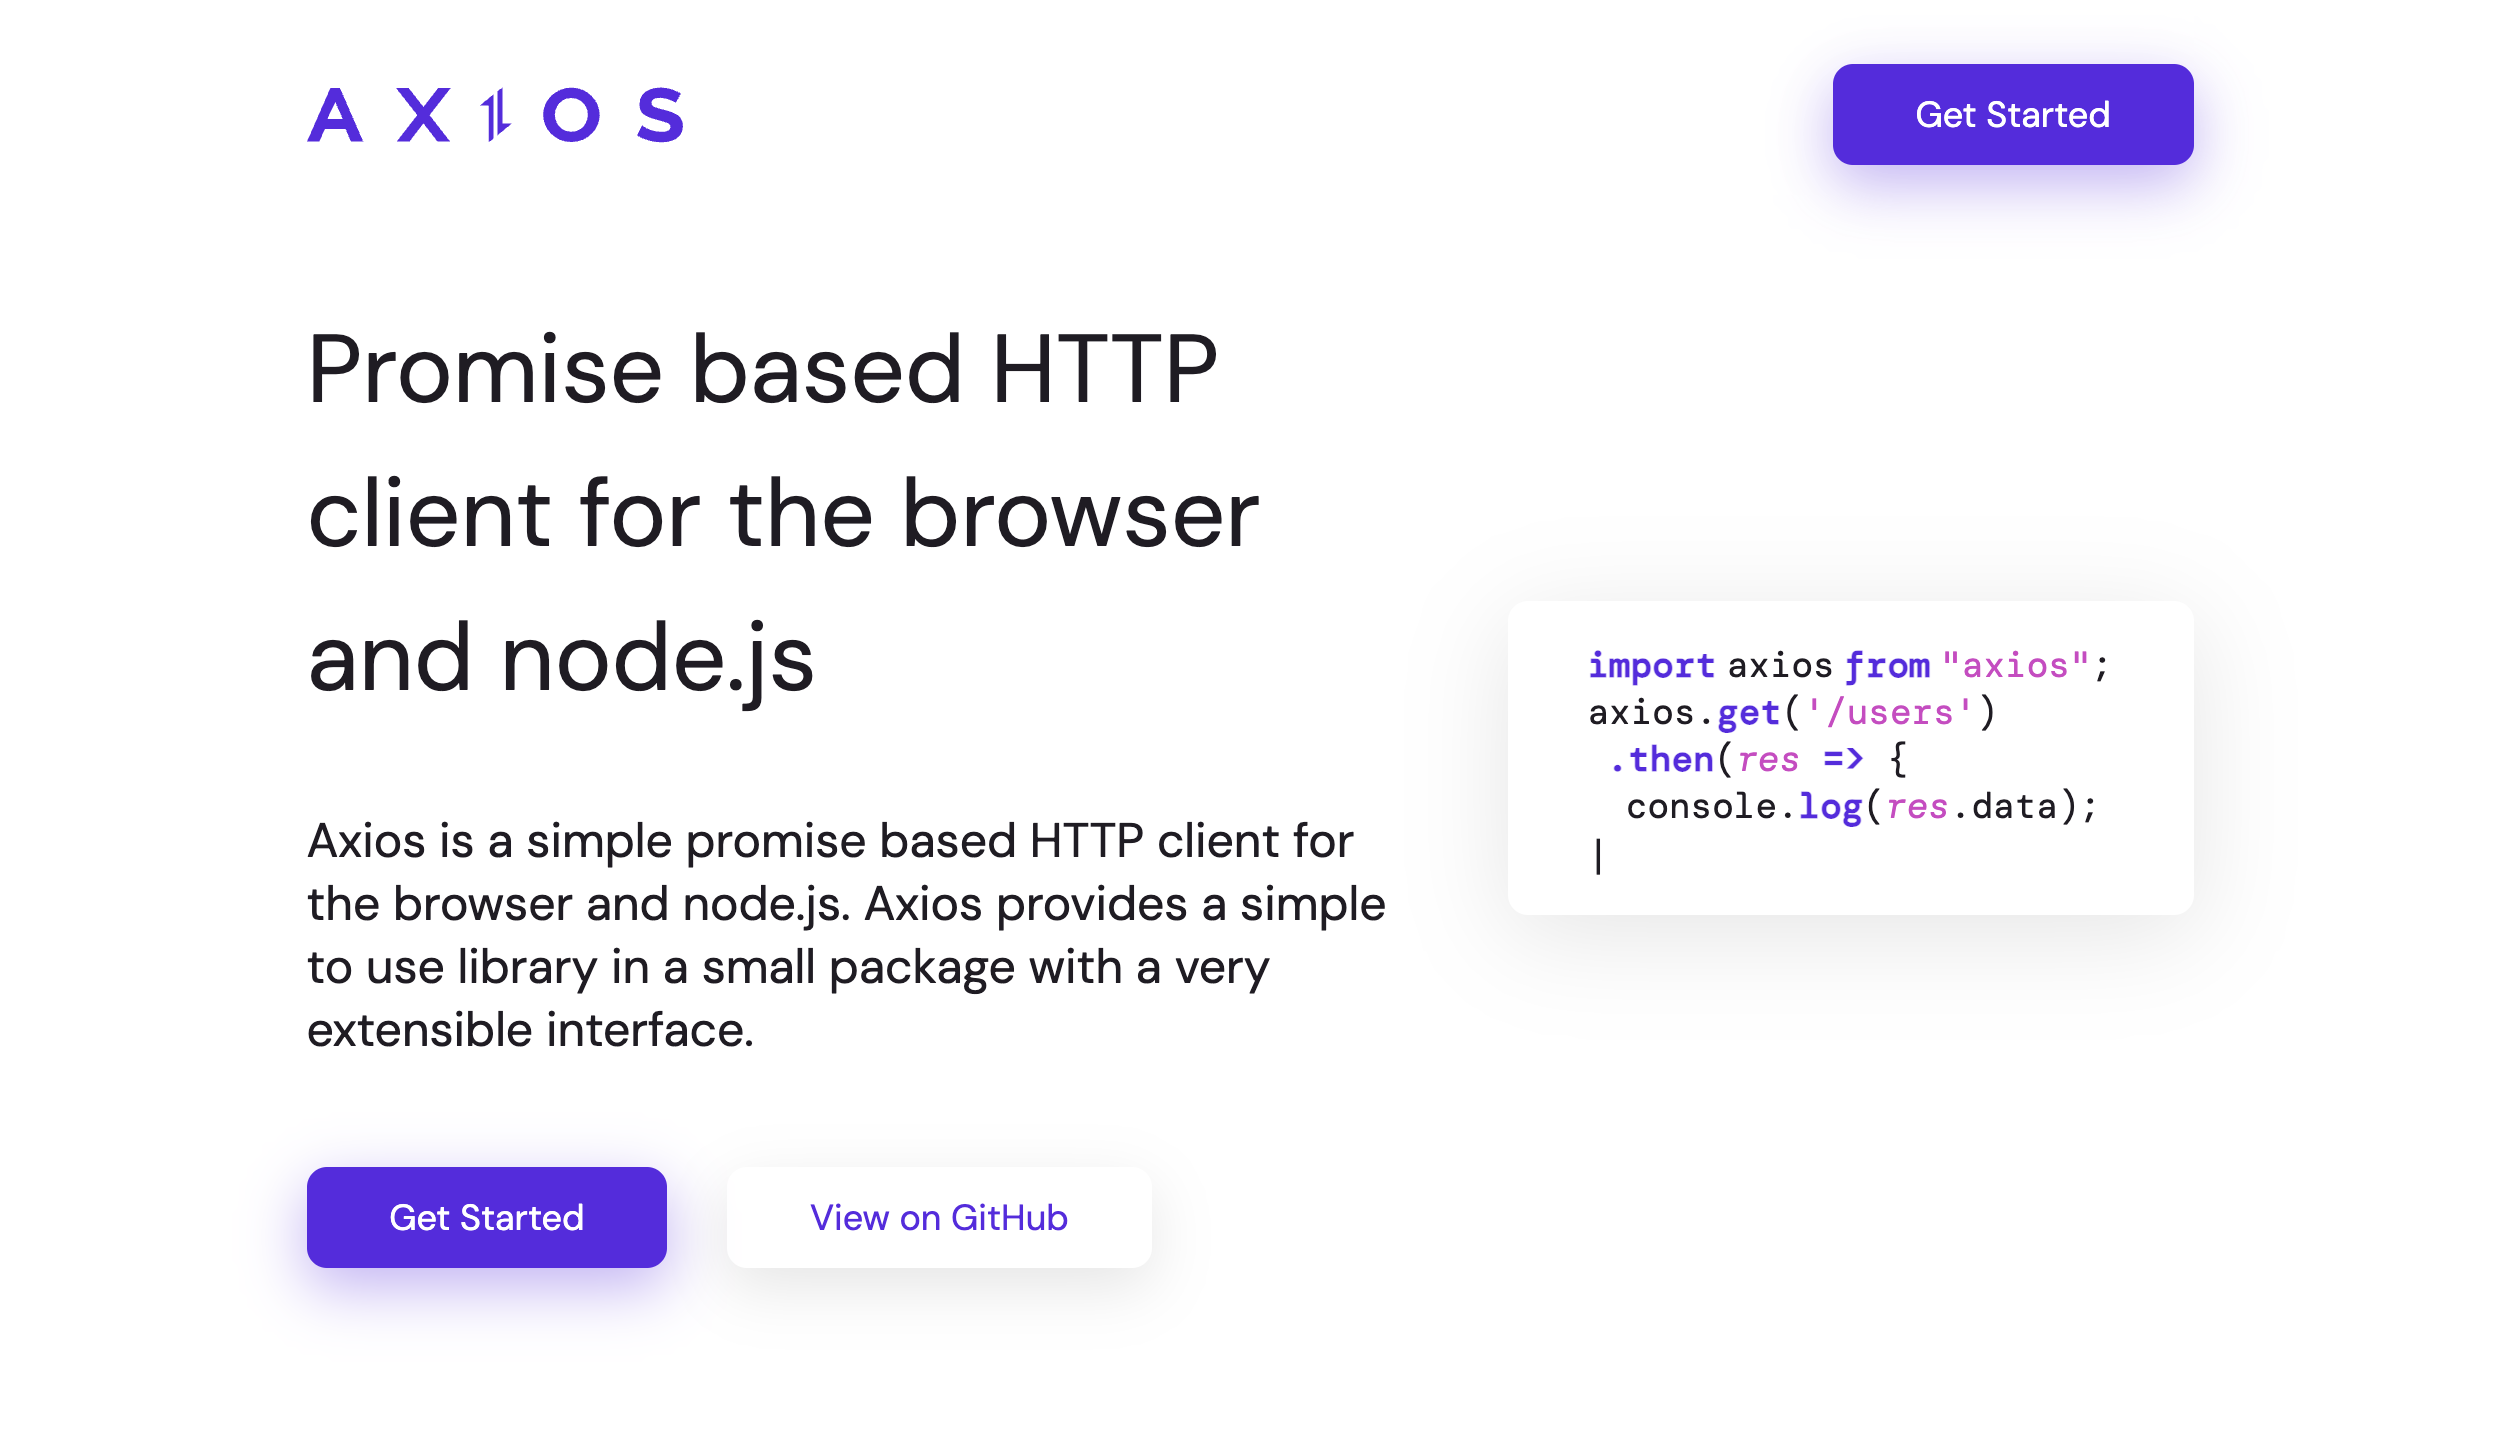 AXIOS
Get Started
Promise based HTTP
client for the browser
and node.js
Axios is a simple promise based HTTP client for
the browser and node.js. Axios provides a simple
to use library in a small package with a very
extensible interface.
Get Started
View on GitHub
import axios from "axios";
axios.get('/users')
.then(res => {
console.log(res.data);
|